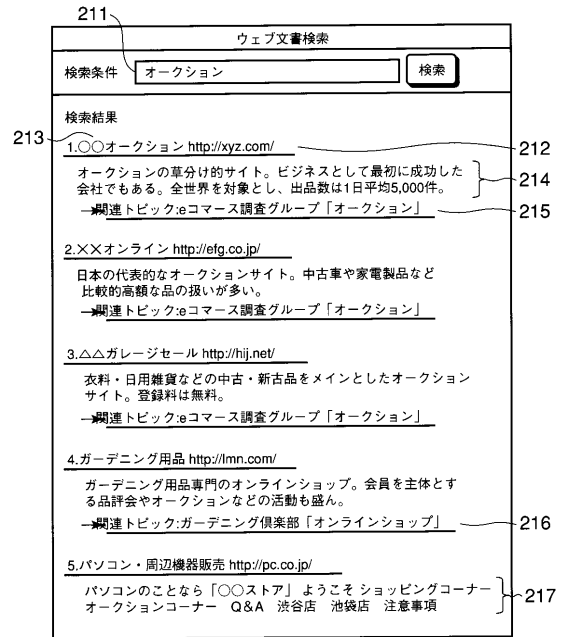 211
ウェブ文書検索
検索条件 オークション 検索
検索結果
213
1.○○オークション http://xyz.com/ 212
オークションの草分け的サイト。ビジネスとして最初に成功した
会社でもある。全世界を対象とし、出品数は1日平均5,000件。
214
→関連トピック:eコマース調査グループ「オークション」 215
2.××オンライン http://efg.co.jp/
日本の代表的なオークションサイト。中古車や家電製品など
比較的高額な品の扱いが多い。
→関連トピック:eコマース調査グループ「オークション」
3.△△ガレージセール http://hij.net/
衣料・日用雑貨などの中古・新古品をメインとしたオークション
サイト。登録料は無料。
→関連トピック:eコマース調査グループ「オークション」
4.ガーデニング用品 http://lmn.com/
ガーデニング用品専門のオンラインショップ。会員を主体とす
る品評会やオークションなどの活動も盛ん。
→関連トピック:ガーデニング倶楽部「オンラインショップ」 216
5.パソコン・周辺機器販売 http://pc.co.jp/
パソコンのことなら「○○ストア」 ようこそ ショッピングコーナー
オークションコーナー Q&A 渋谷店 池袋店 注意事項
217